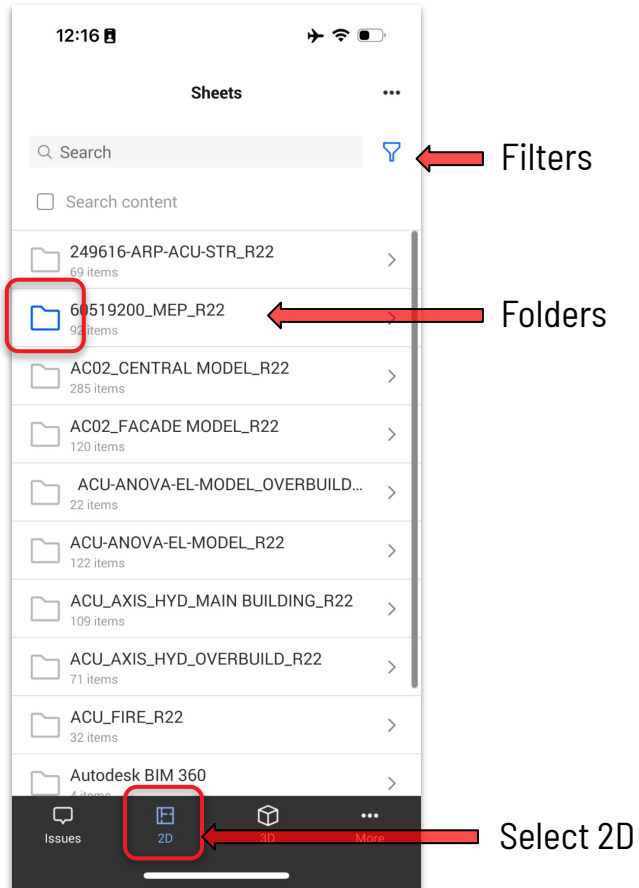 12:16
Sheets
Search
Filters
Search content
249616-ARP-ACU-STR_R22
69 items
60519200_MEP_R22
92 items
Folders
AC02_CENTRAL MODEL_R22
285 items
AC02_FACADE MODEL_R22
120 items
ACU-ANOVA-EL-MODEL_OVERBUILD...
22 items
ACU-ANOVA-EL-MODEL_R22
122 items
ACU_AXIS_HYD_MAIN BUILDING_R22
109 items
ACU_AXIS_HYD_OVERBUILD_R22
71 items
ACU_FIRE_R22
32 items
Autodesk BIM 360
4 items
Issues 2D 3D More
Select 2D